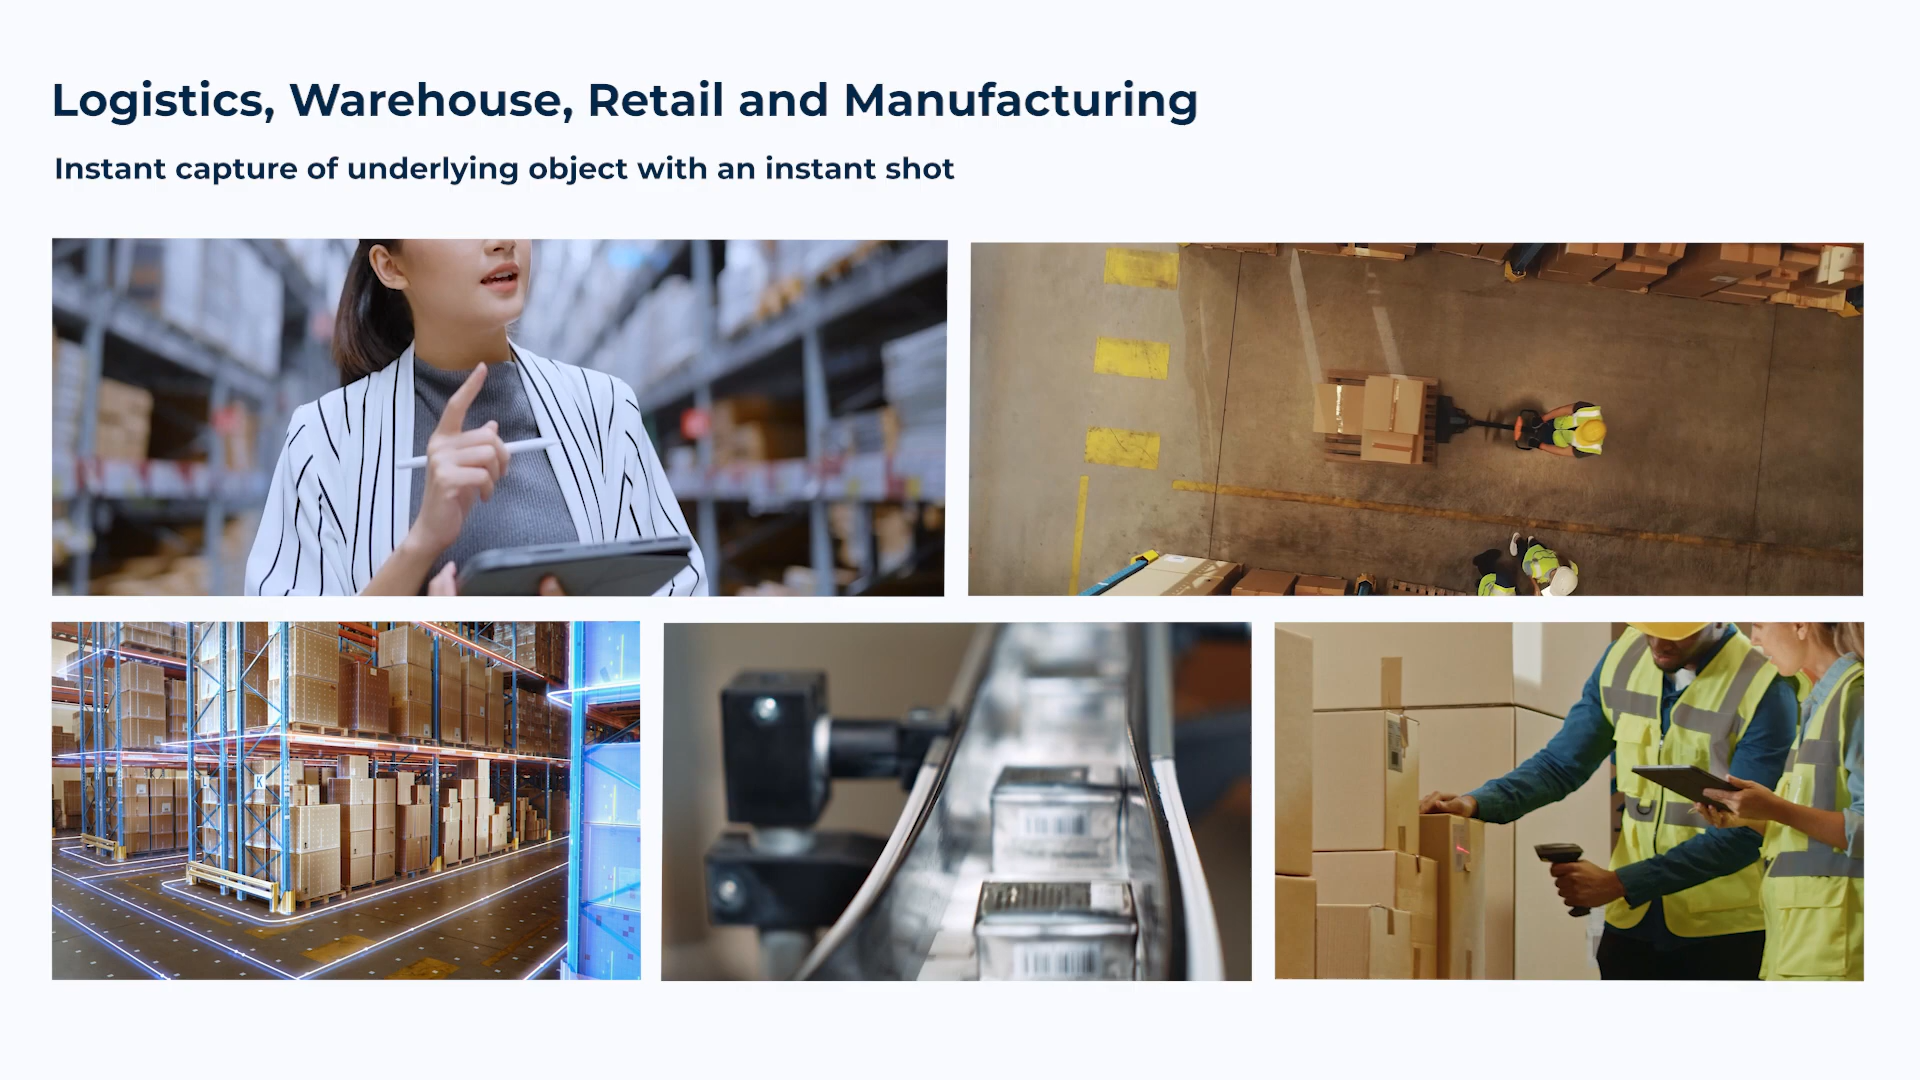 Logistics, Warehouse, Retail and Manufacturing
Instant capture of underlying object with an instant shot
L
K